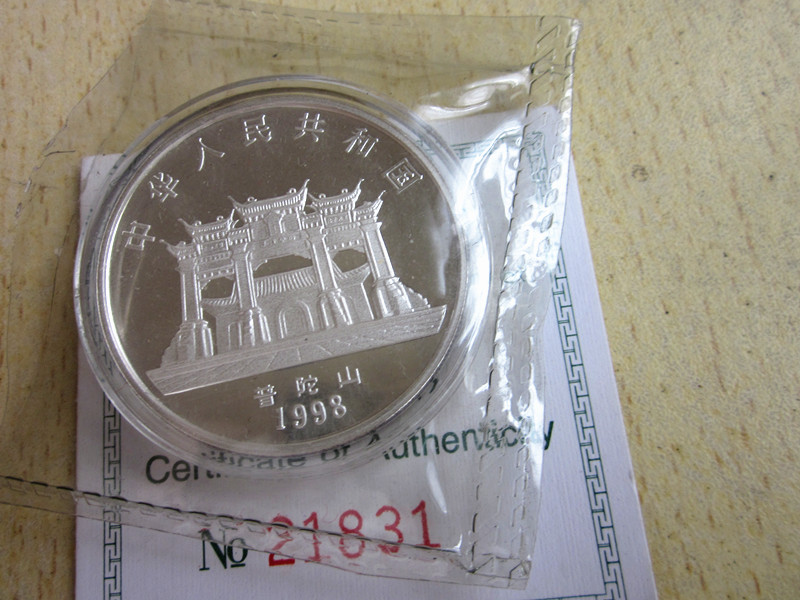 中华人民共和国
普陀山
1998
Certificate of Authenticity
№ 21831